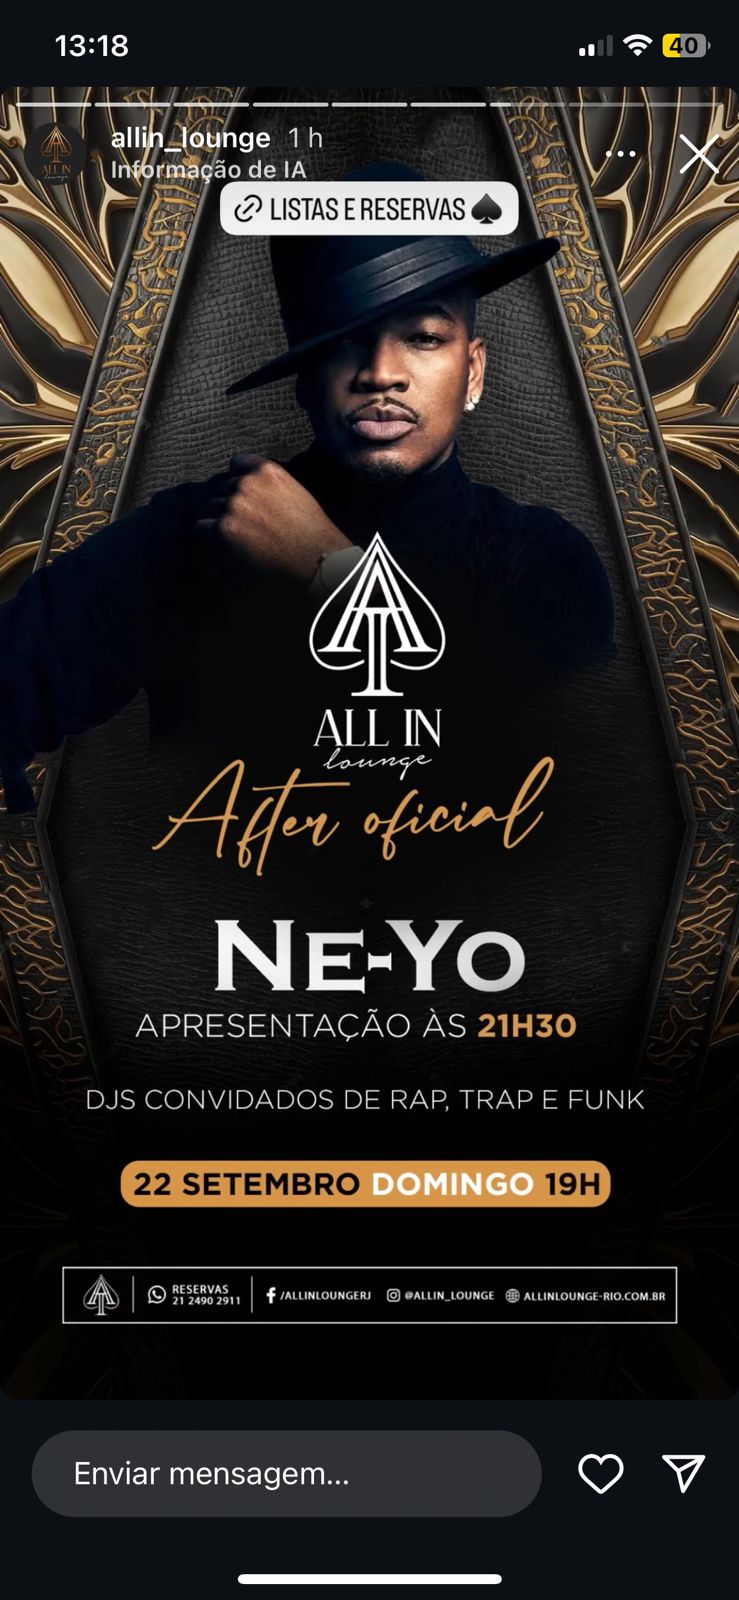 13:18
40
allin_lounge 1 h
Informação de IA
LISTAS E RESERVAS
ALL IN
lounge
After oficial
NE-YO
APRESENTAÇÃO ÀS 21H30
DJS CONVIDADOS DE RAP, TRAP E FUNK
22 SETEMBRO DOMINGO 19H
RESERVAS
21 2490 2911
/ALLINLOUNGERJ
@ALLIN_LOUNGE
ALLINLOUNGE-RIO.COM.BR
Enviar mensagem...